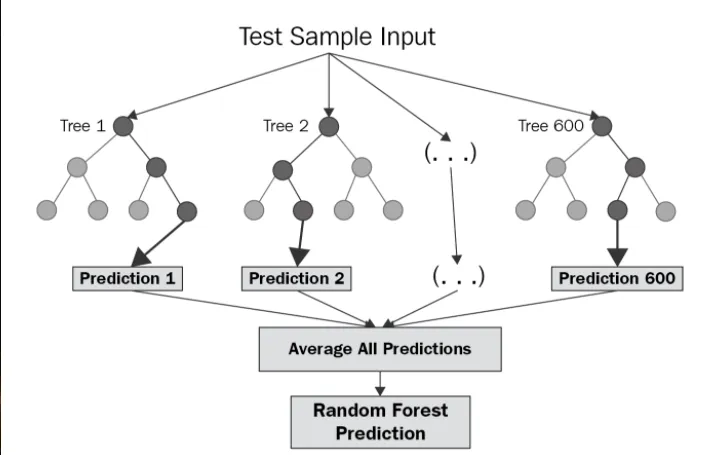 Test Sample Input
Tree 1
Tree 2
(. . .)
Tree 600
Prediction 1
Prediction 2
(. . .)
Prediction 600
Average All Predictions
Random Forest
Prediction